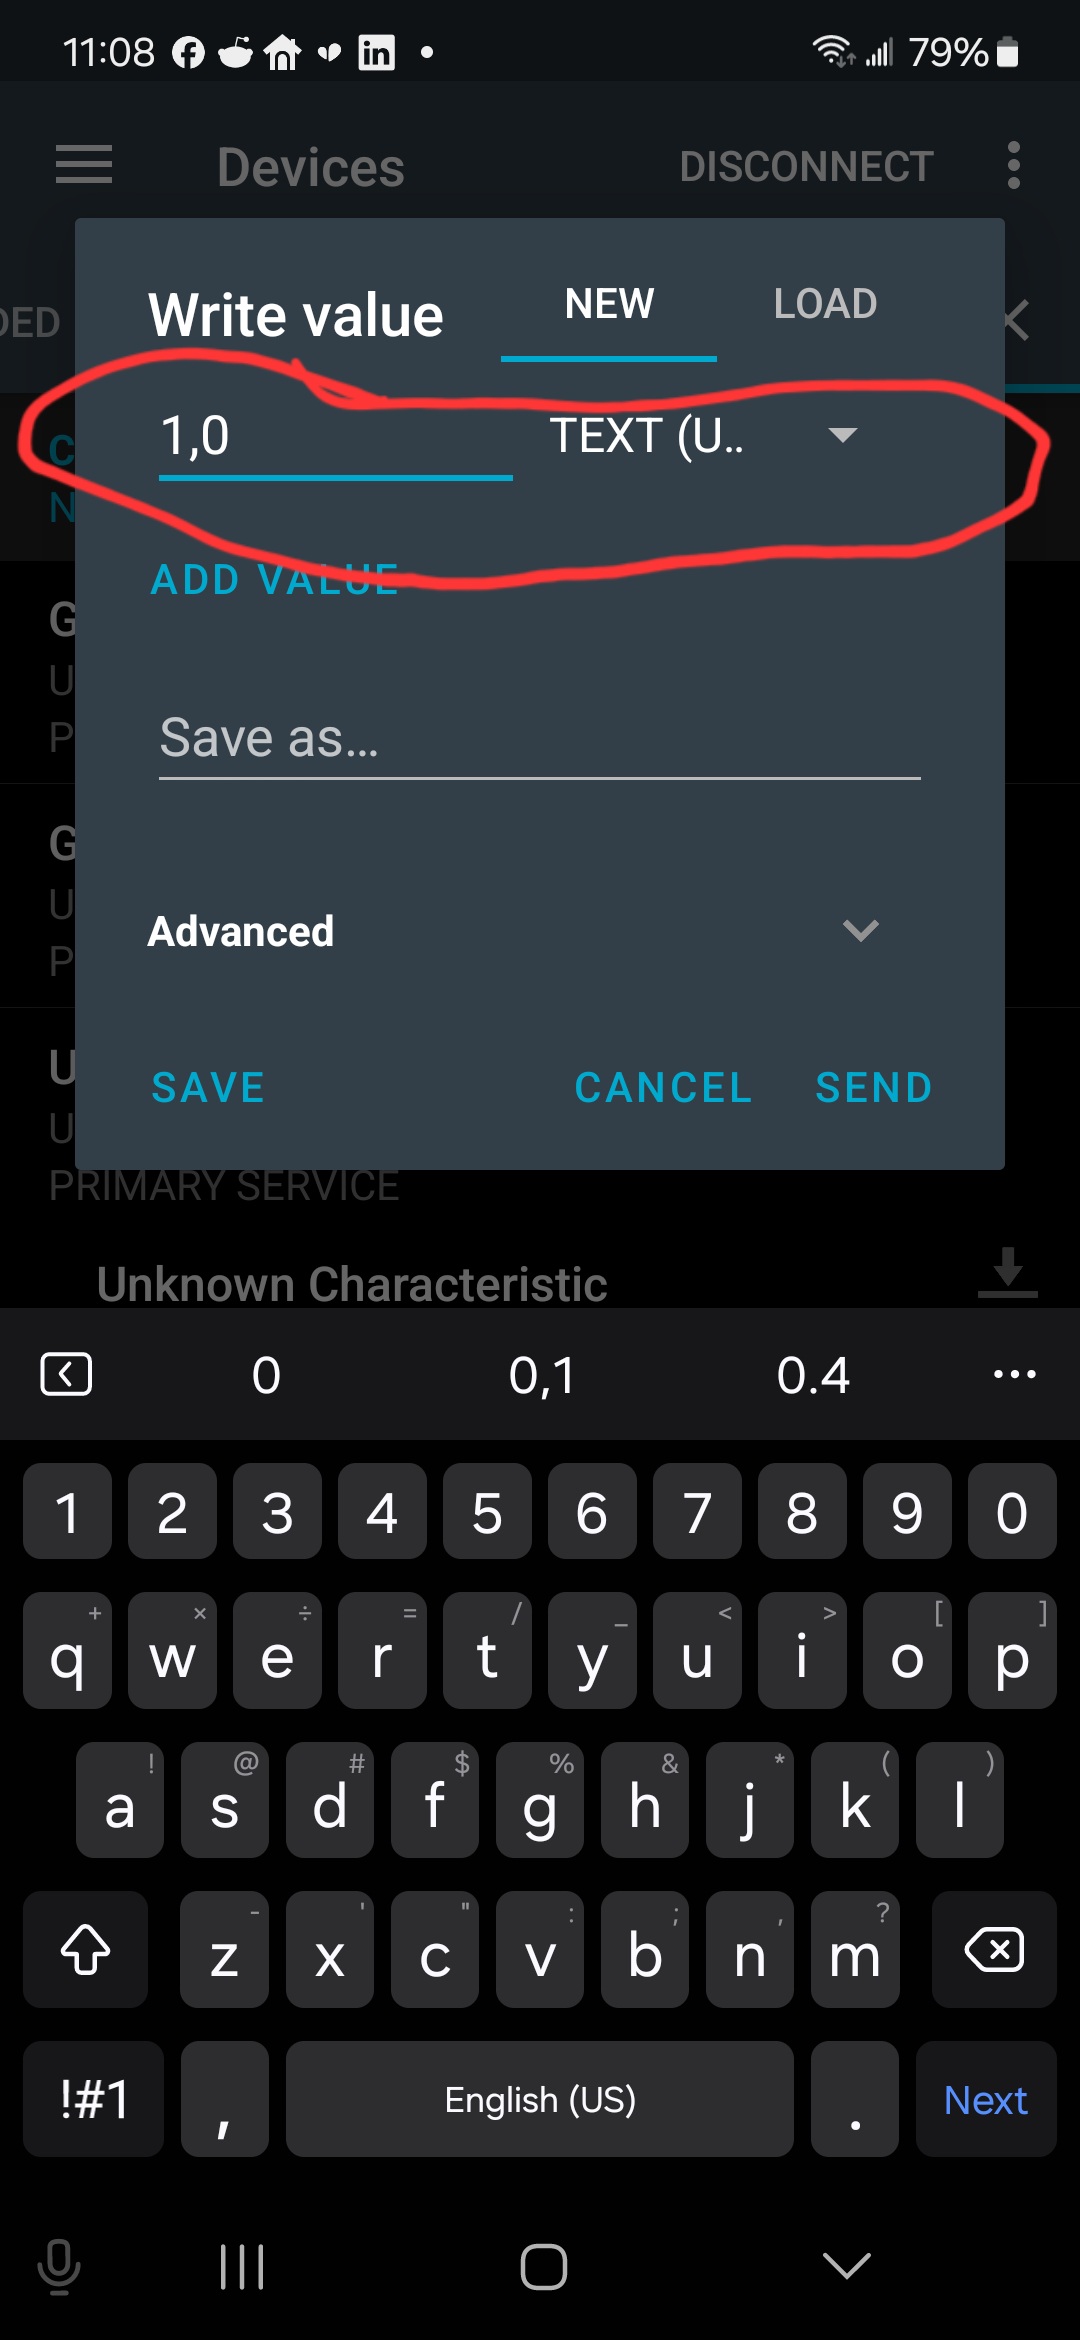 11:08 79%
Devices DISCONNECT
DED
Write value NEW LOAD
1,0 TEXT (U..
C
N
ADD VALUE
G
U
P
Save as...
G
U
P
Advanced
U
SAVE CANCEL SEND
U
PRIMARY SERVICE
Unknown Characteristic
0 0,1 0.4 ...
1 2 3 4 5 6 7 8 9 0
+ × ÷ = / _ < > [ ]
q w e r t y u i o p
! @ # $ % & * ( )
a s d f g h j k l
- ' " : ; , ?
z x c v b n m
!#1 , English (US) . Next